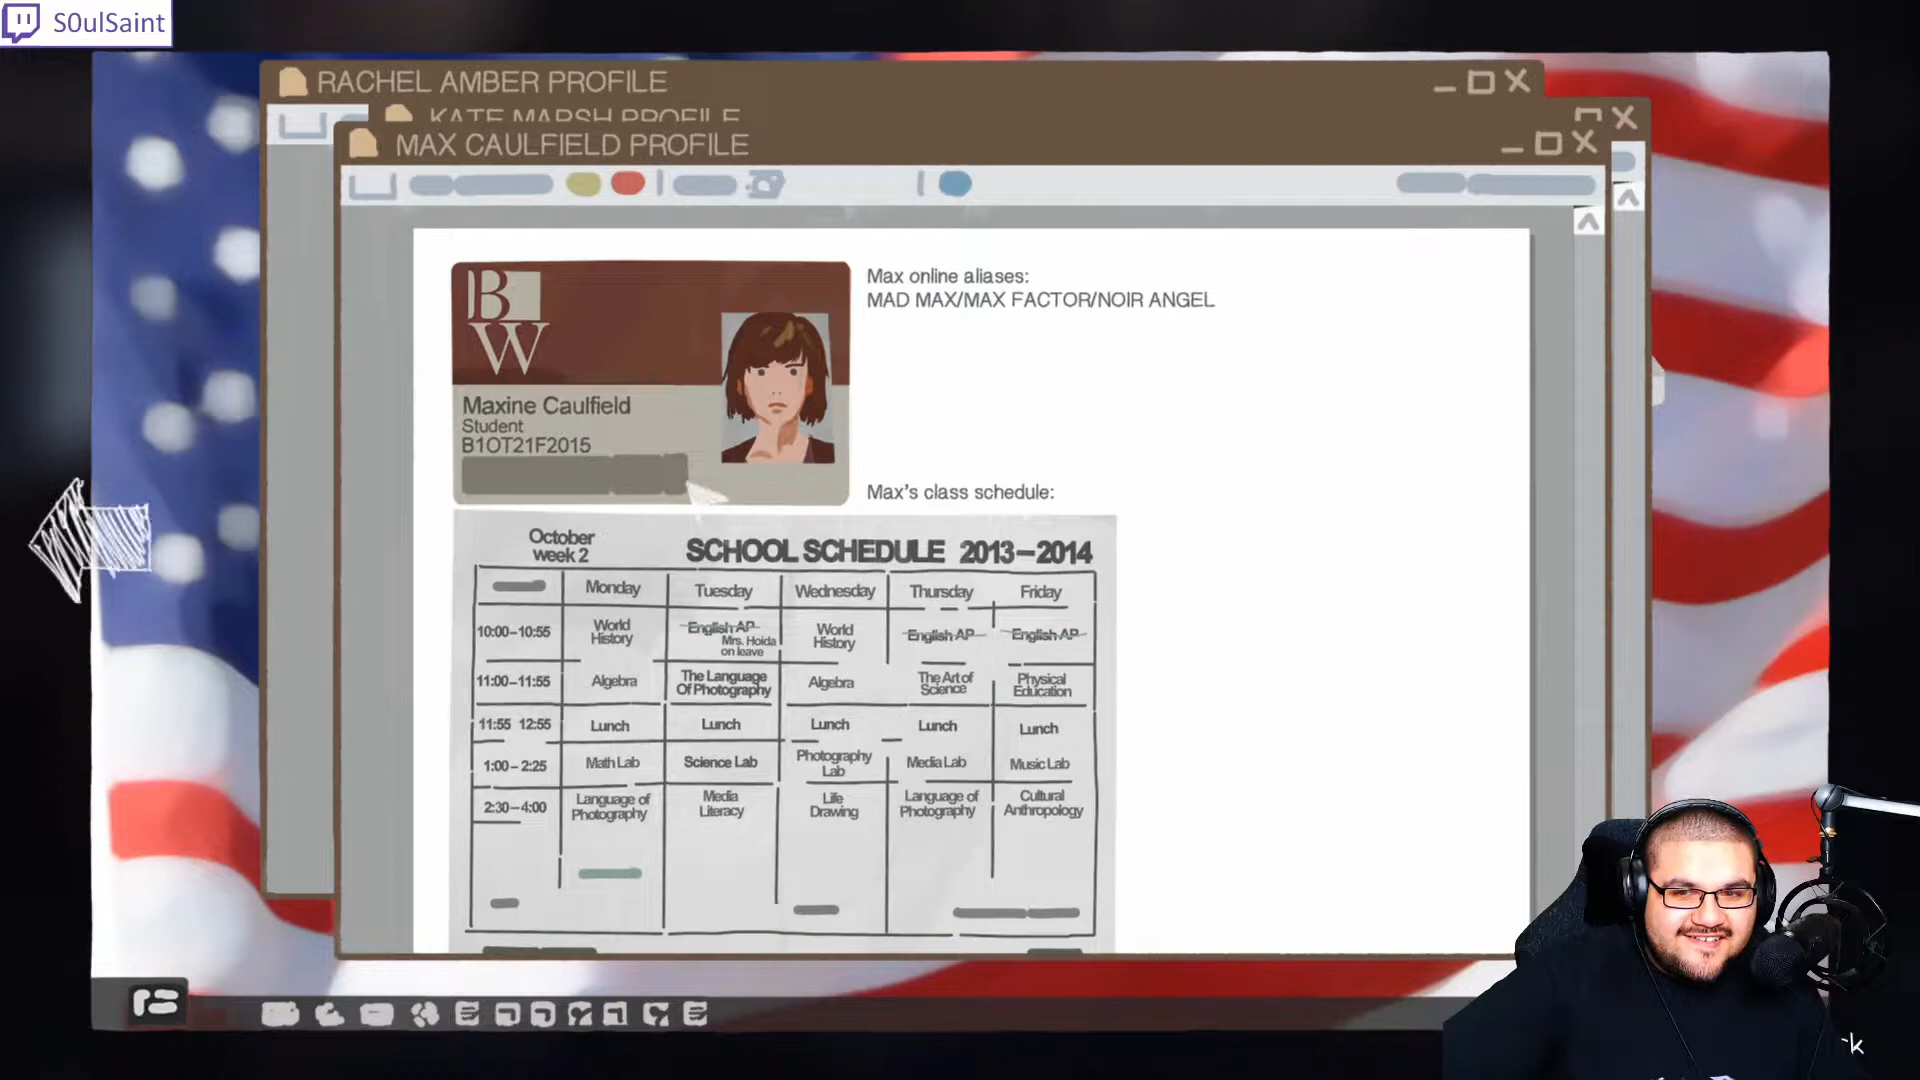 S0ulSaint
RACHEL AMBER PROFILE
KATE MARSH PROFILE
MAX CAULFIELD PROFILE
B
W
Maxine Caulfield
Student
B1OT21F2015
Max online aliases:
MAD MAX/MAX FACTOR/NOIR ANGEL
Max's class schedule:
October
week 2
SCHOOL SCHEDULE 2013-2014
Monday Tuesday Wednesday Thursday Friday
10:00-10:55 World History English AP Mrs. Hoida on leave World History English AP English AP
11:00-11:55 Algebra The Language Of Photography Algebra The Art of Science Physical Education
11:55 12:55 Lunch Lunch Lunch Lunch Lunch
1:00-2:25 Math Lab Science Lab Photography Lab Media Lab Music Lab
2:30-4:00 Language of Photography Media Literacy Life Drawing Language of Photography Cultural Anthropology